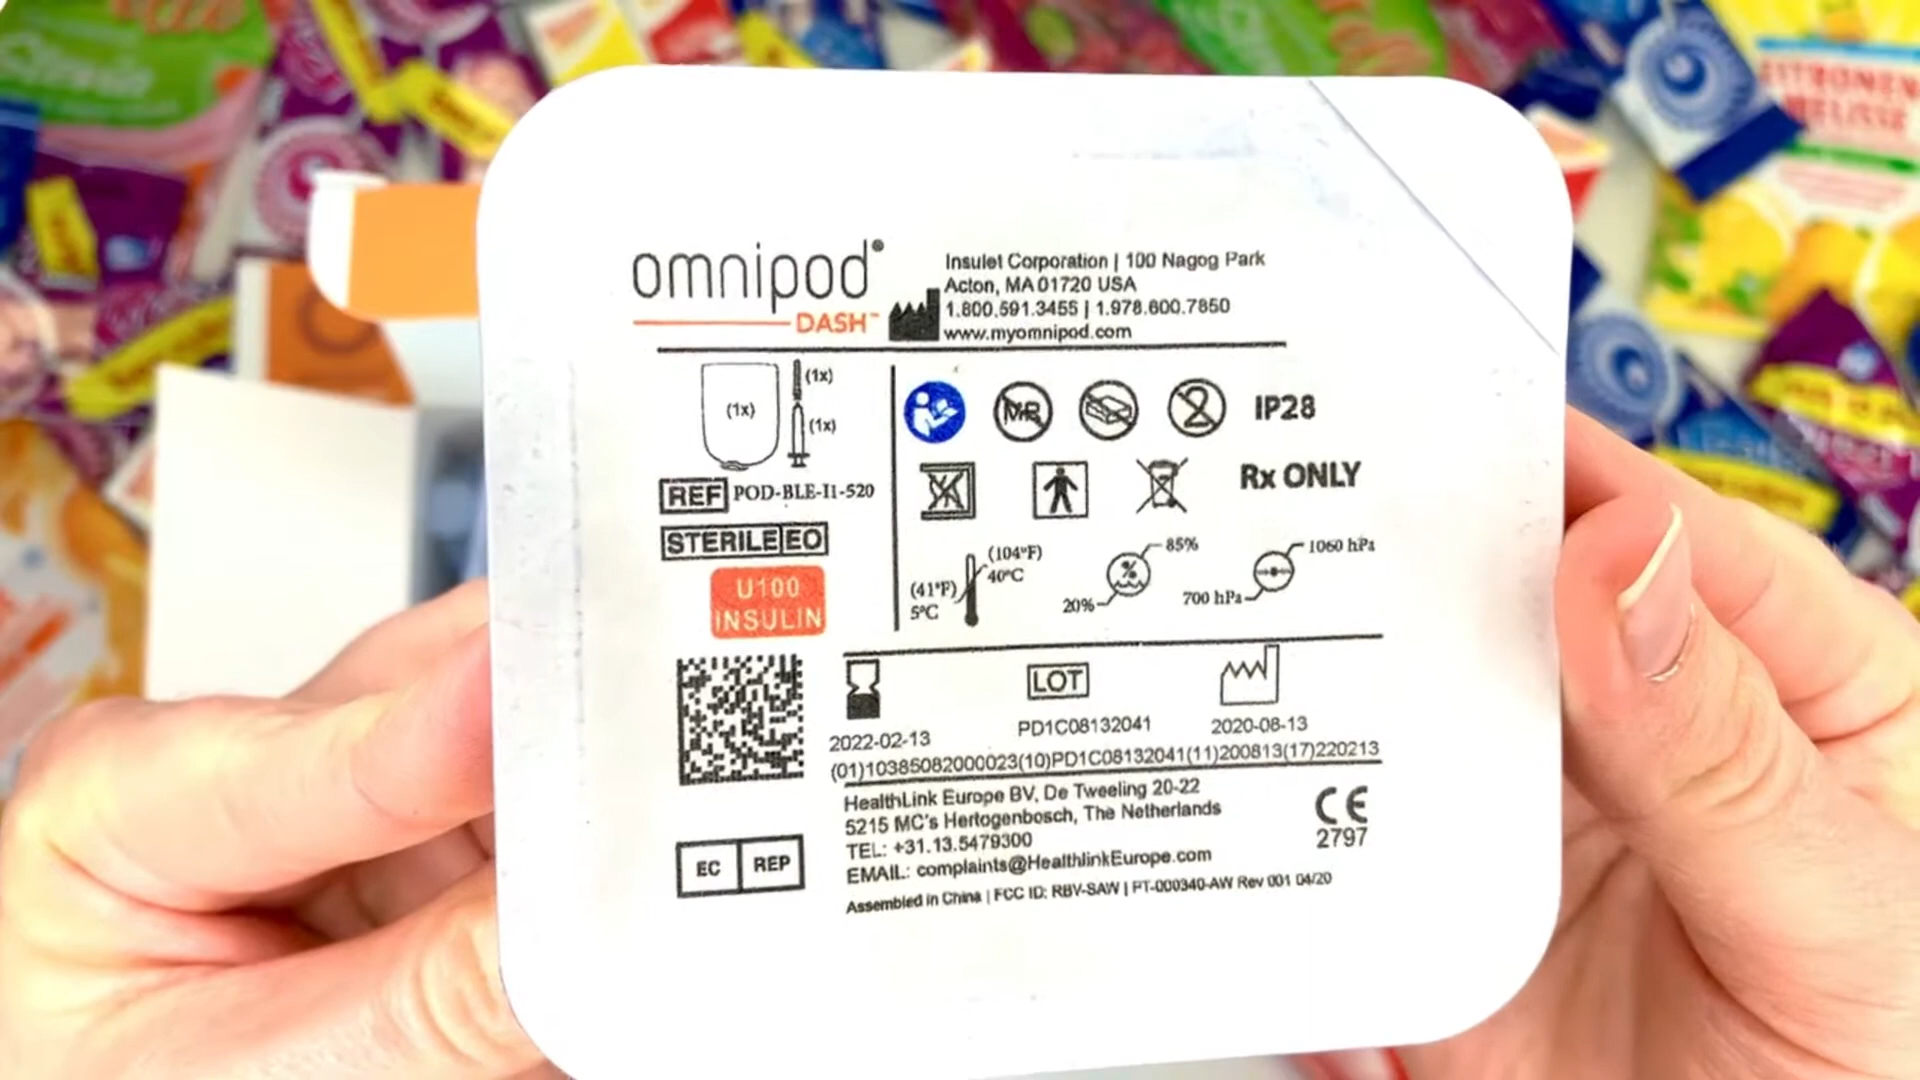 omnipod®
DASH™
Insulet Corporation | 100 Nagog Park
Acton, MA 01720 USA
1.800.591.3455 | 1.978.600.7850
www.myomnipod.com
(1x)
(1x)
(1x)
REF POD-BLE-I1-520
STERILE EO
U100
INSULIN
MR
IP28
Rx ONLY
(104°F)
40°C
(41°F)
5°C
85%
%
20%
1060 hPa
700 hPa
2022-02-13
LOT
PD1C08132041
2020-08-13
(01)10385082000023(10)PD1C08132041(11)200813(17)220213
EC REP
HealthLink Europe BV, De Tweeling 20-22
5215 MC's Hertogenbosch, The Netherlands
TEL: +31.13.5479300
EMAIL: complaints@HealthlinkEurope.com
CE
2797
Assembled in China | FCC ID: RBV-SAW | PT-000340-AW Rev 001 04/20
ZITRONEN
MELISSE